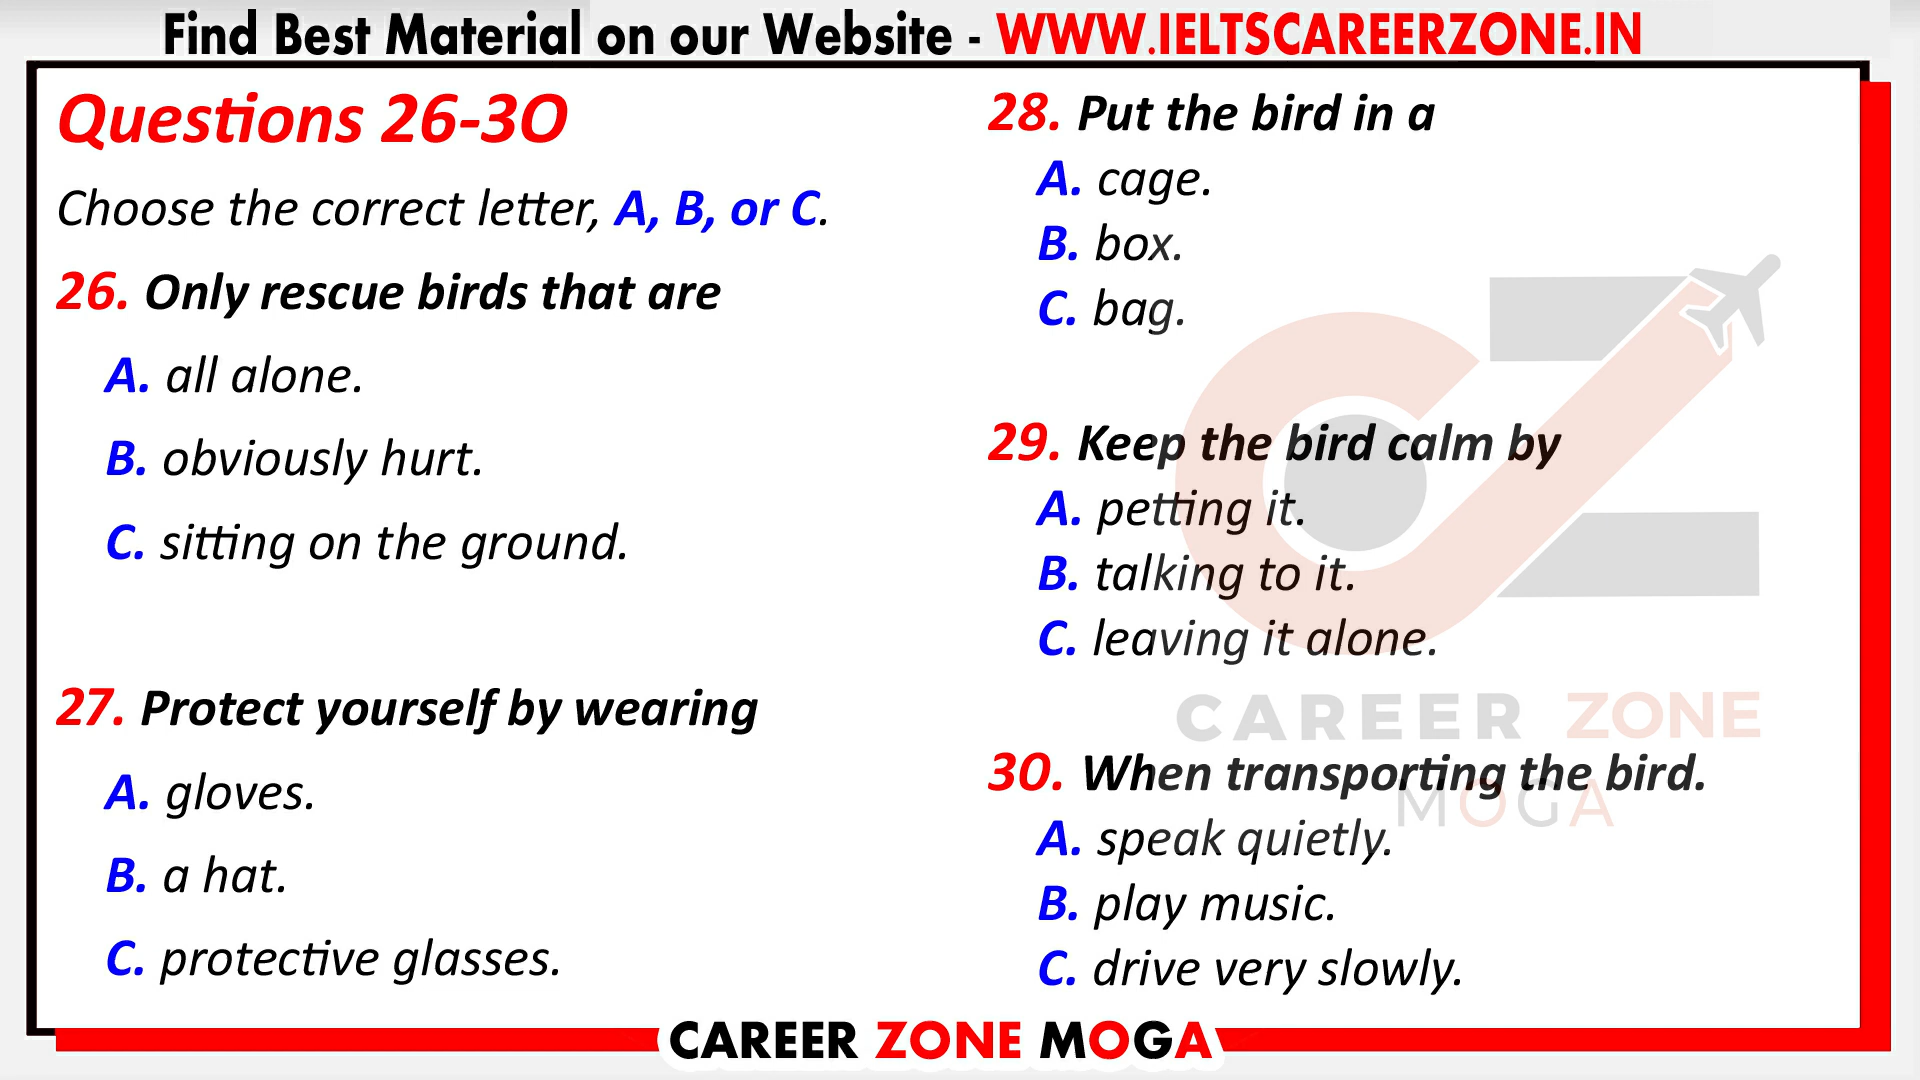 Find Best Material on our Website - WWW.IELTSCAREERZONE.IN
Questions 26-3O
Choose the correct letter, A, B, or C.
26. Only rescue birds that are
A. all alone.
B. obviously hurt.
C. sitting on the ground.
27. Protect yourself by wearing
A. gloves.
B. a hat.
C. protective glasses.
28. Put the bird in a
A. cage.
B. box.
C. bag.
29. Keep the bird calm by
A. petting it.
B. talking to it.
C. leaving it alone.
CAREER ZONE
MOGA
30. When transporting the bird.
A. speak quietly.
B. play music.
C. drive very slowly.
CAREER ZONE MOGA